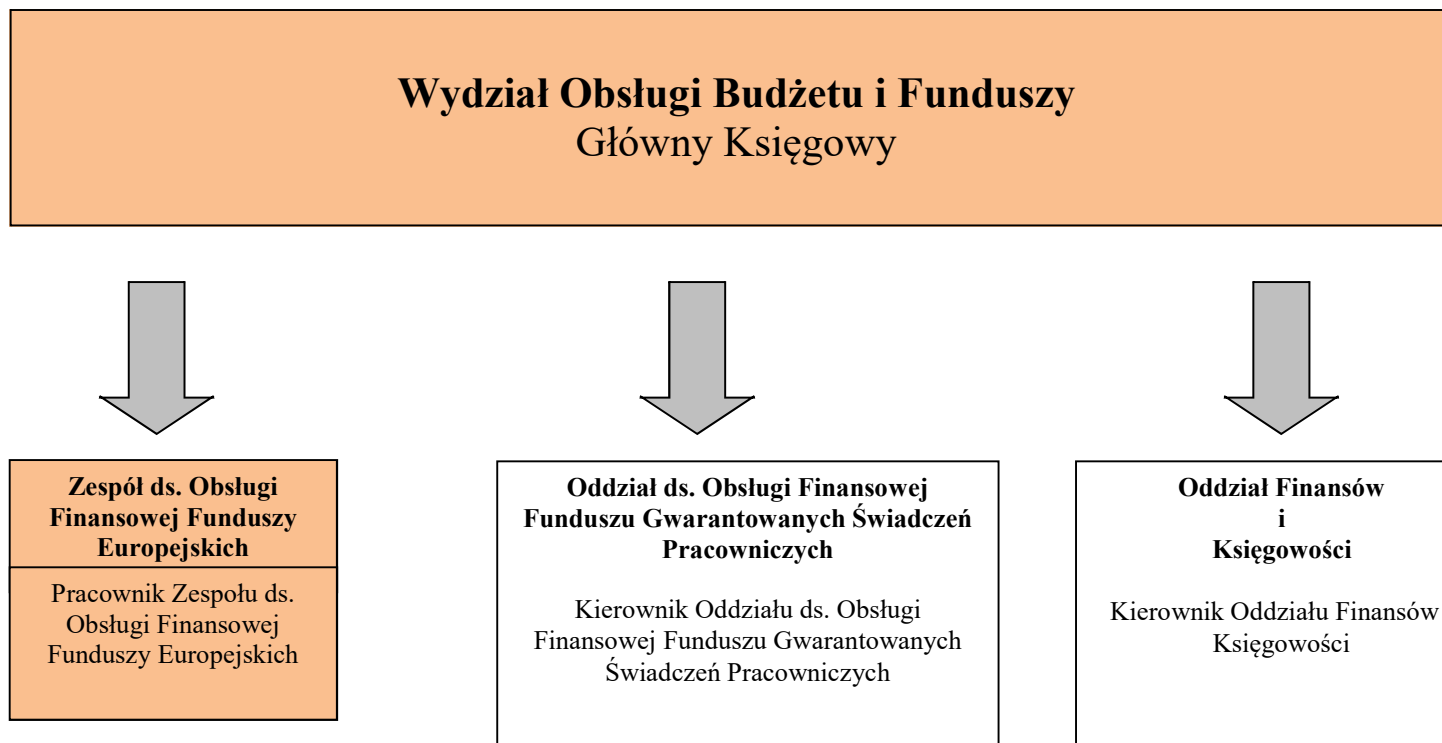 Wydział Obsługi Budżetu i Funduszy
Główny Księgowy
Zespół ds. Obsługi
Finansowej Funduszy
Europejskich
Pracownik Zespołu ds.
Obsługi Finansowej
Funduszy Europejskich
Oddział ds. Obsługi Finansowej
Funduszu Gwarantowanych Świadczeń
Pracowniczych
Kierownik Oddziału ds. Obsługi
Finansowej Funduszu Gwarantowanych
Świadczeń Pracowniczych
Oddział Finansów
i
Księgowości
Kierownik Oddziału Finansów
Księgowości